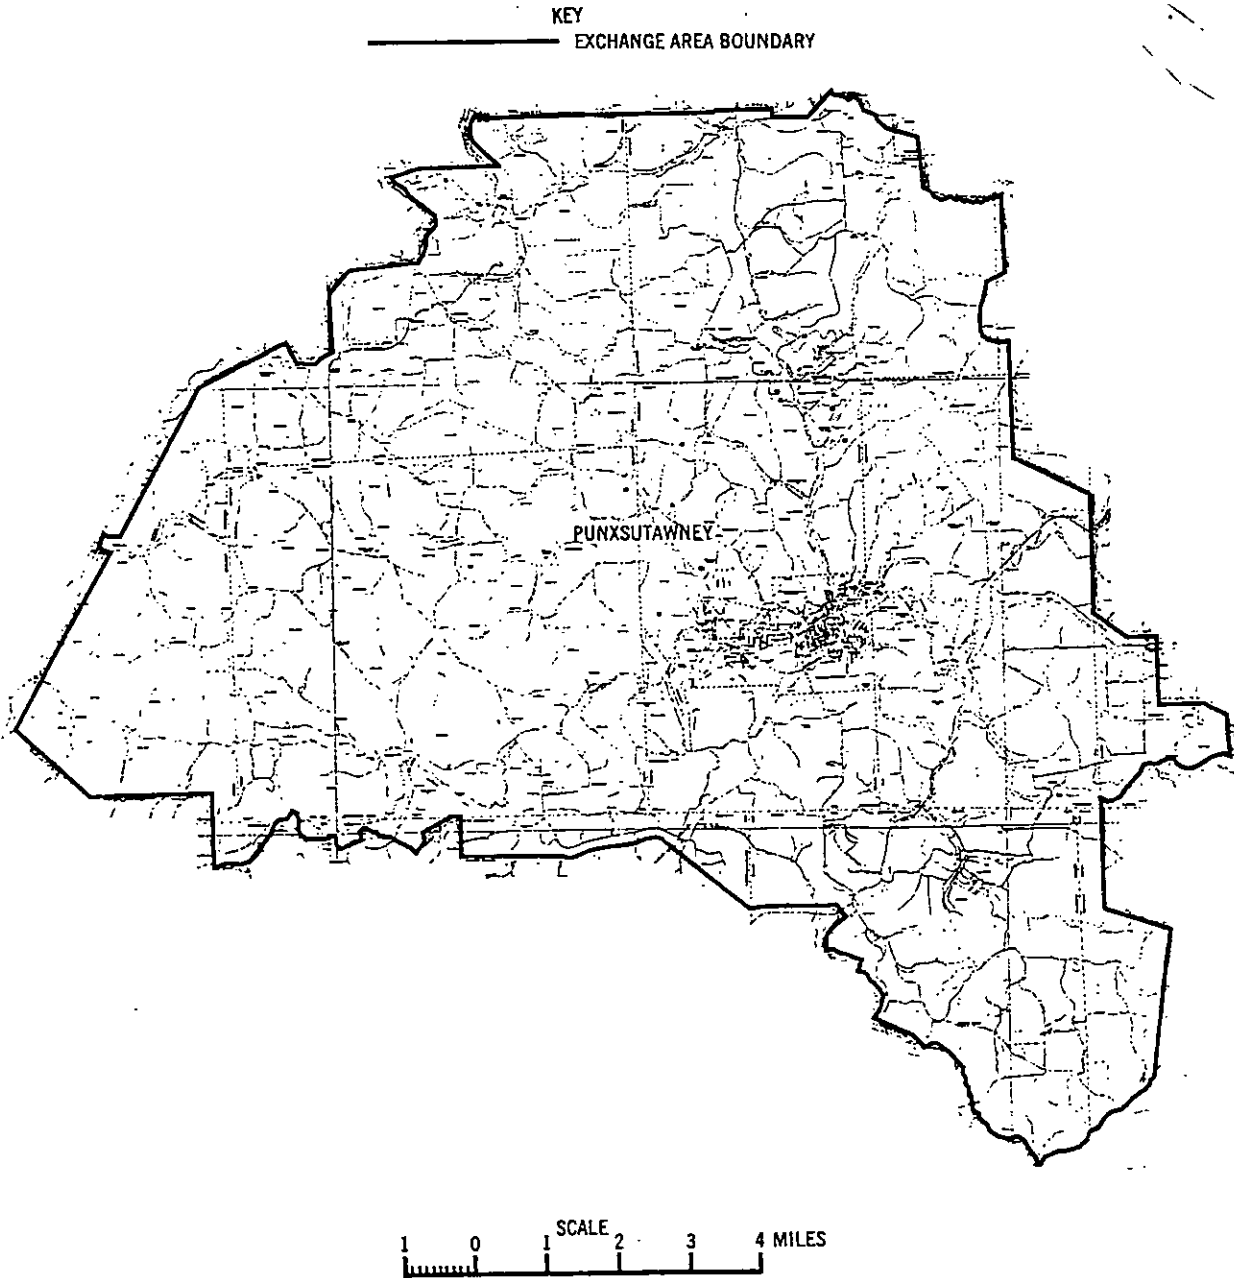 KEY
EXCHANGE AREA BOUNDARY
PUNXSUTAWNEY
SCALE
1 0 1 2 3 4 MILES